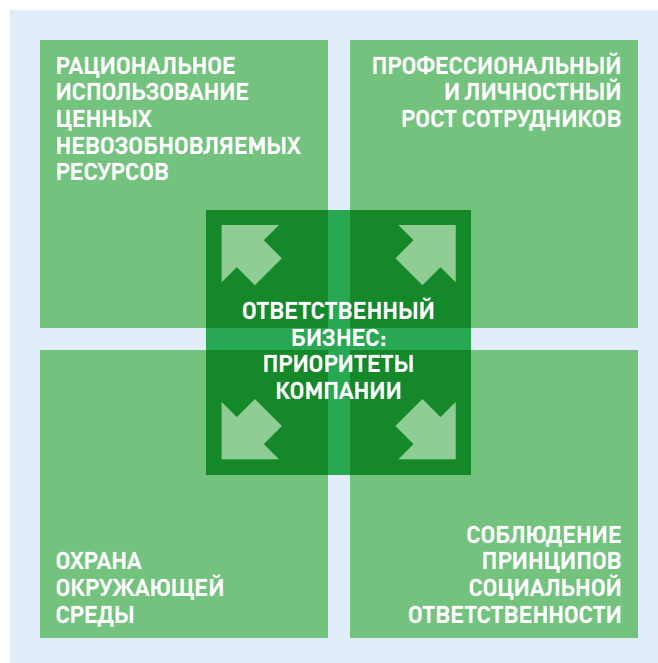 РАЦИОНАЛЬНОЕ
ИСПОЛЬЗОВАНИЕ
ЦЕННЫХ
НЕВОЗОБНОВЛЯЕМЫХ
РЕСУРСОВ
ПРОФЕССИОНАЛЬНЫЙ
И ЛИЧНОСТНЫЙ
РОСТ СОТРУДНИКОВ
ОТВЕТСТВЕННЫЙ
БИЗНЕС:
ПРИОРИТЕТЫ
КОМПАНИИ
ОХРАНА
ОКРУЖАЮЩЕЙ
СРЕДЫ
СОБЛЮДЕНИЕ
ПРИНЦИПОВ
СОЦИАЛЬНОЙ
ОТВЕТСТВЕННОСТИ